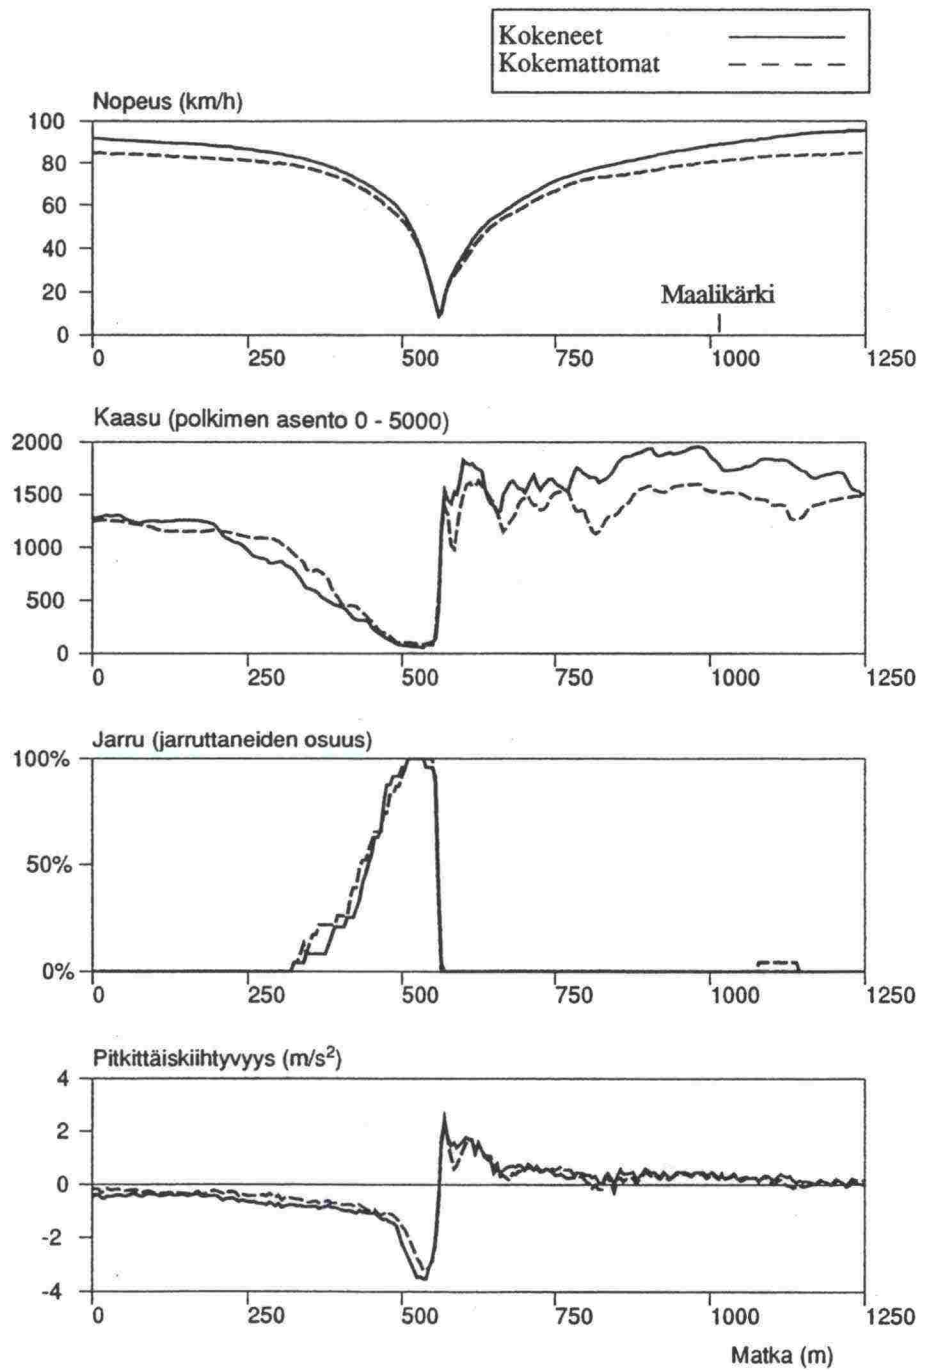 Kokeneet
Kokemattomat
Nopeus (km/h)
100
80
60
40
20
0
Maalikärki
0 250 500 750 1000 1250
Kaasu (polkimen asento 0 - 5000)
2000
1500
1000
500
0
0 250 500 750 1000 1250
Jarru (jarruttaneiden osuus)
100%
50%
0%
0 250 500 750 1000 1250
Pitkittäiskiihtyvyys (m/s²)
4
2
0
-2
-4
0 250 500 750 1000 1250
Matka (m)